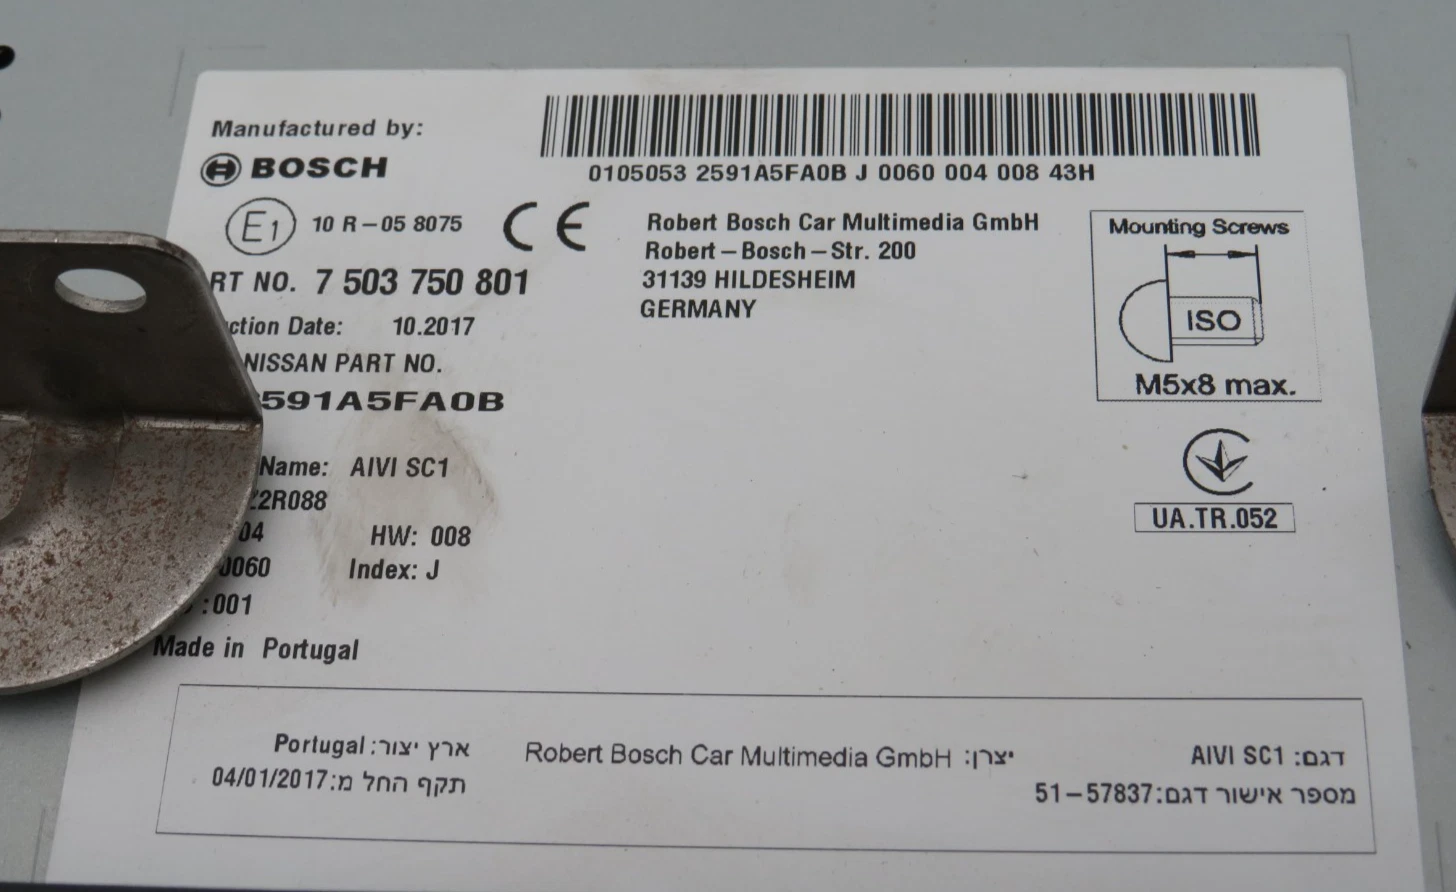 Manufactured by:
BOSCH
0105053 2591A5FA0B J 0060 004 008 43H
E1 10 R-05 8075 CE
RT NO. 7 503 750 801
ction Date: 10.2017
NISSAN PART NO.
2591A5FA0B
Name: AIVI SC1
Z2R088
04 HW: 008
0060 Index: J
:001
Made in Portugal
Robert Bosch Car Multimedia GmbH
Robert-Bosch-Str. 200
31139 HILDESHEIM
GERMANY
Mounting Screws
ISO
M5x8 max.
UA.TR.052
דגם: AIVI SC1
מספר אישור דגם: 51-57837
יצרן: Robert Bosch Car Multimedia GmbH
ארץ יצור: Portugal
תקף החל מ: 04/01/2017